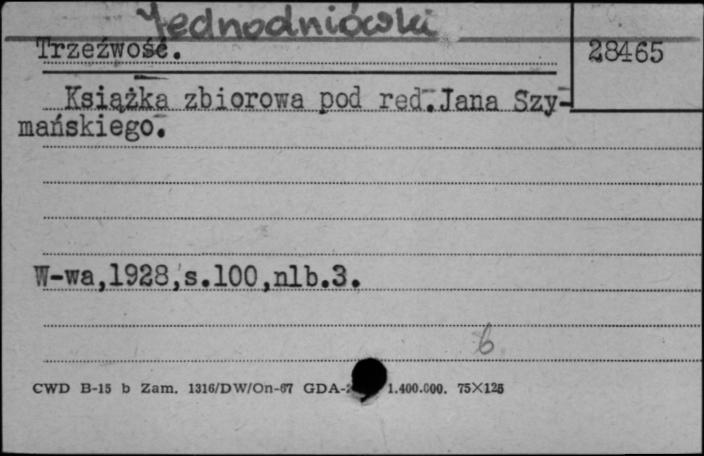 Jednodniówki
Trzeźwość.
28465
Książka zbiorowa pod red. Jana Szy-
mańskiego.
W-wa,1928,s.100,nlb.3.
6
CWD B-15 b Zam. 1316/DW/On-67 GDA- 1.400.000. 75X125